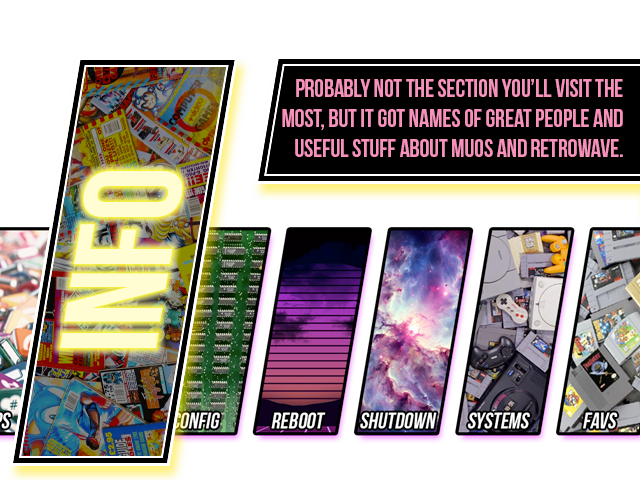 PROBABLY NOT THE SECTION YOU'LL VISIT THE
MOST, BUT IT GOT NAMES OF GREAT PEOPLE AND
USEFUL STUFF ABOUT MUOS AND RETROWAVE.
INFO
PS
CONFIG
REBOOT
SHUTDOWN
SYSTEMS
FAVS